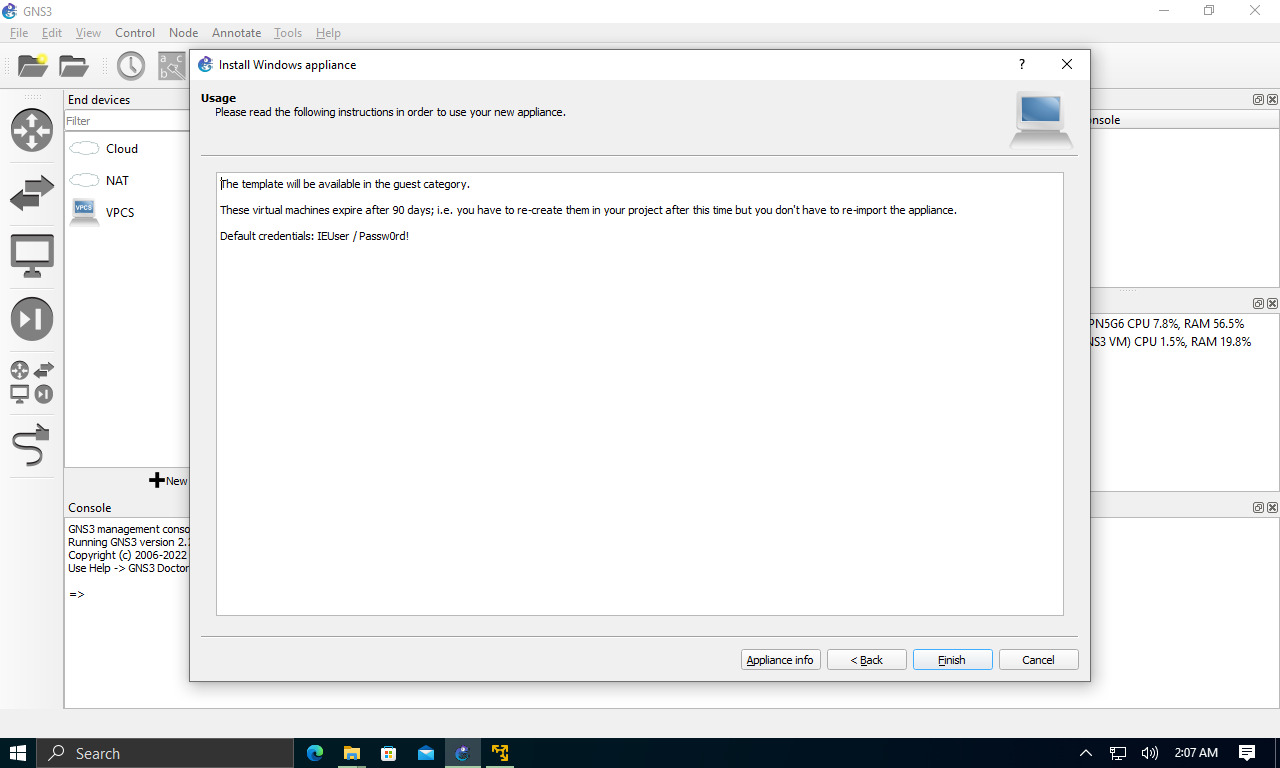 GNS3
File Edit View Control Node Annotate Tools Help
a c
b
Install Windows appliance
?
Usage
Please read the following instructions in order to use your new appliance.
End devices
Filter
Cloud
NAT
VPCS
VPCS
The template will be available in the guest category.
These virtual machines expire after 90 days; i.e. you have to re-create them in your project after this time but you don't have to re-import the appliance.
Default credentials: IEUser / Passw0rd!
PN5G6 CPU 7.8%, RAM 56.5%
VM) CPU 1.5%, RAM 19.8%
New
Console
GNS3 management
Running GNS3 version
Copyright (c) 2006-2022
Use Help -> GNS3 Doctor
=>
Appliance info
< Back
Finish
Cancel
Search
2:07 AM